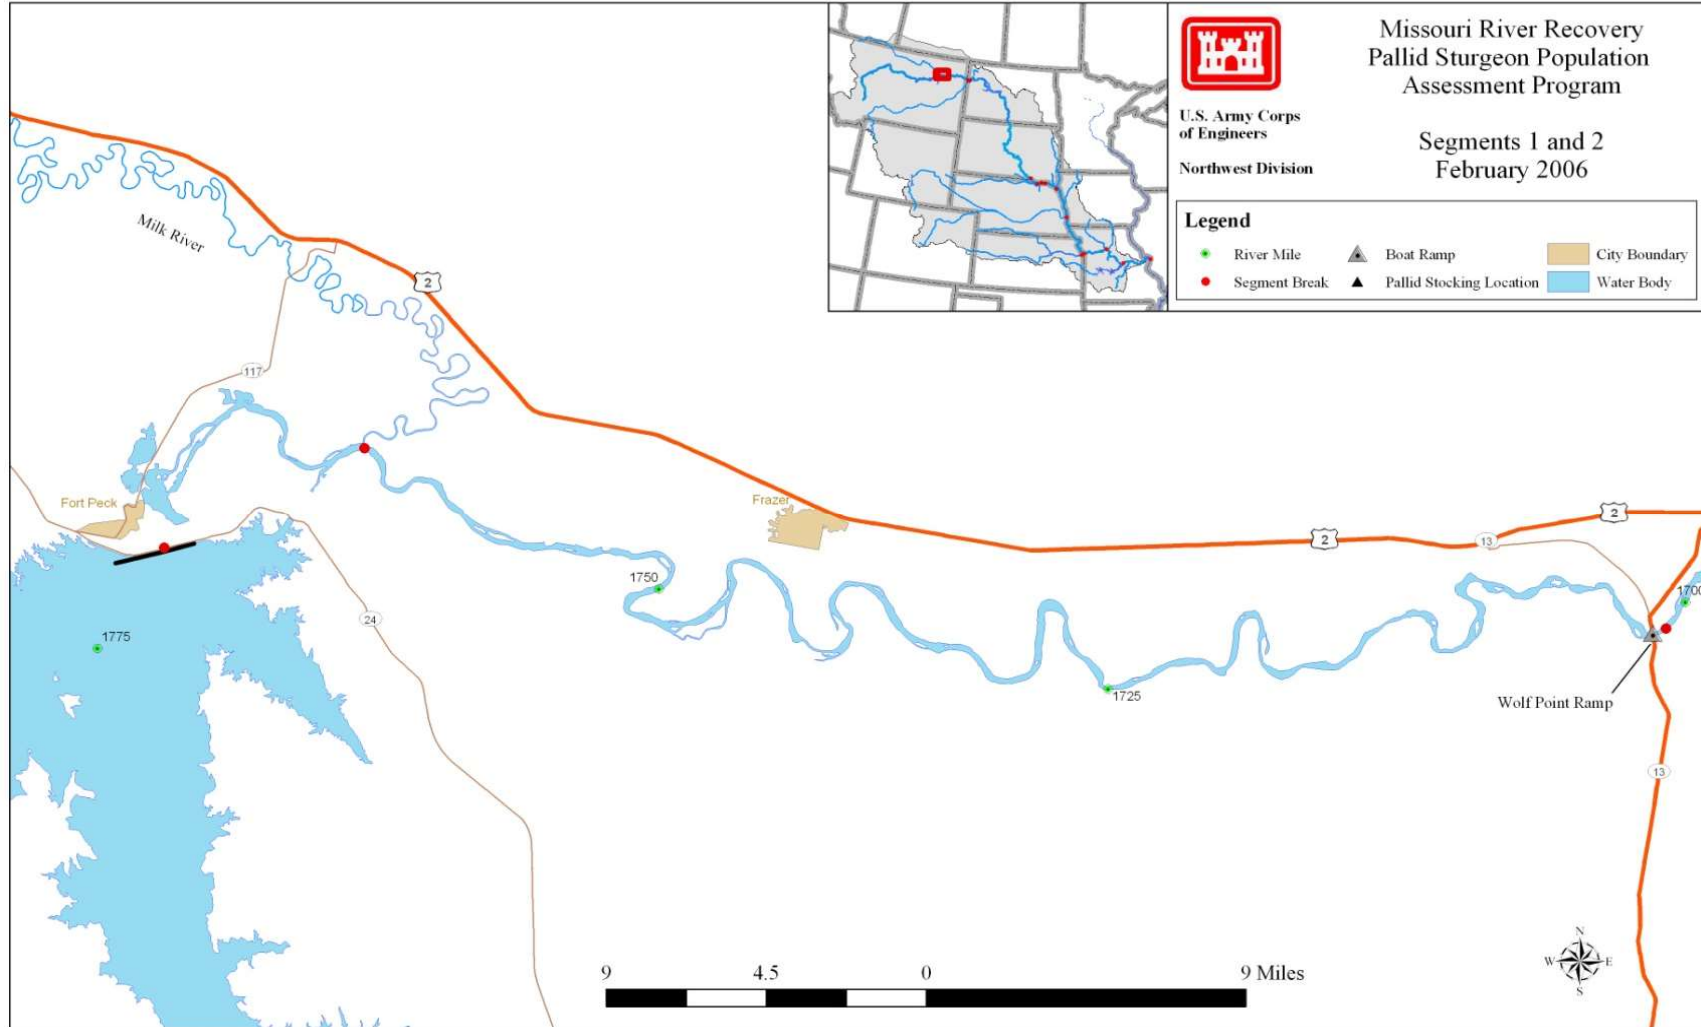 Missouri River Recovery
Pallid Sturgeon Population
Assessment Program
Segments 1 and 2
February 2006
U.S. Army Corps
of Engineers
Northwest Division
Legend
River Mile
Boat Ramp
City Boundary
Segment Break
Pallid Stocking Location
Water Body
Milk River
2
117
Fort Peck
Frazer
2
13
2
1750
1700
24
1775
1725
Wolf Point Ramp
13
N
W E
S
9 4.5 0 9 Miles